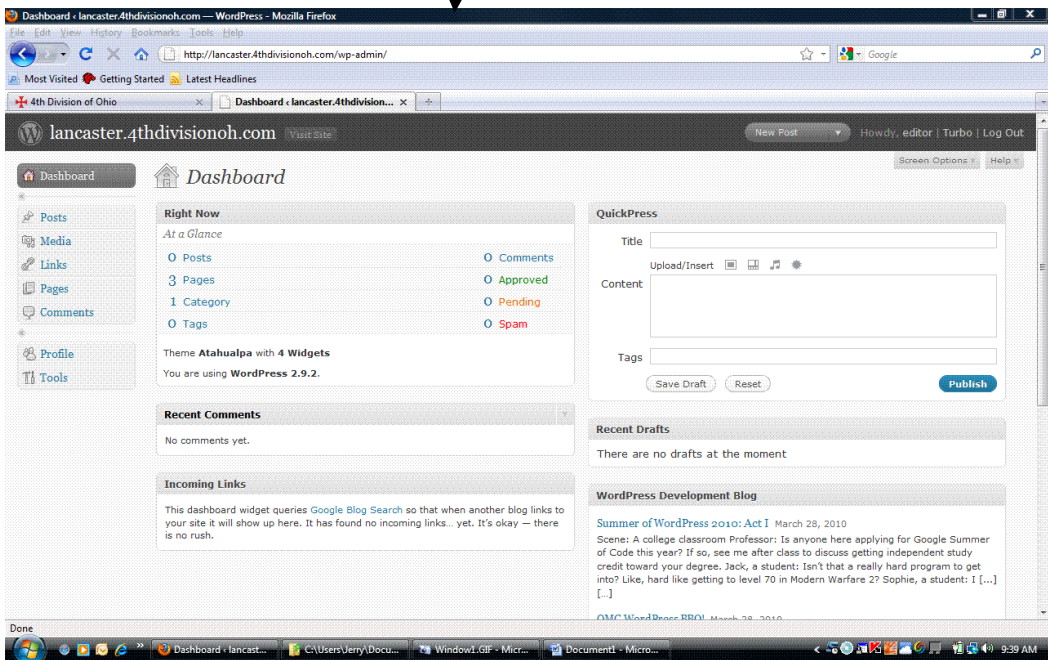 Dashboard ‹ lancaster.4thdivisionoh.com — WordPress - Mozilla Firefox
File Edit View History Bookmarks Tools Help
http://lancaster.4thdivisionoh.com/wp-admin/
Google
Most Visited Getting Started Latest Headlines
4th Division of Ohio
Dashboard ‹ lancaster.4thdivision...
lancaster.4thdivisionoh.com Visit Site
New Post
Howdy, editor | Turbo | Log Out
Screen Options Help
Dashboard
Posts
Media
Links
Pages
Comments
Profile
Tools
Dashboard
Right Now
At a Glance
0 Posts 0 Comments
3 Pages 0 Approved
1 Category 0 Pending
0 Tags 0 Spam
Theme Atahualpa with 4 Widgets
You are using WordPress 2.9.2.
Recent Comments
No comments yet.
Incoming Links
This dashboard widget queries Google Blog Search so that when another blog links to
your site it will show up here. It has found no incoming links… yet. It's okay — there
is no rush.
QuickPress
Title
Upload/Insert
Content
Tags
Save Draft Reset Publish
Recent Drafts
There are no drafts at the moment
WordPress Development Blog
Summer of WordPress 2010: Act I March 28, 2010
Scene: A college classroom Professor: Is anyone here applying for Google Summer
of Code this year? If so, see me after class to discuss getting independent study
credit toward your degree. Jack, a student: Isn't that a really hard program to get
into? Like, hard like getting to level 70 in Modern Warfare 2? Sophie, a student: I [...]
[…]
OMG WordPress BBQ! March 28, 2010
Done
Dashboard ‹ lancast...
C:\Users\Jerry\Docu...
Window1.GIF - Micr...
Document1 - Micro...
9:39 AM